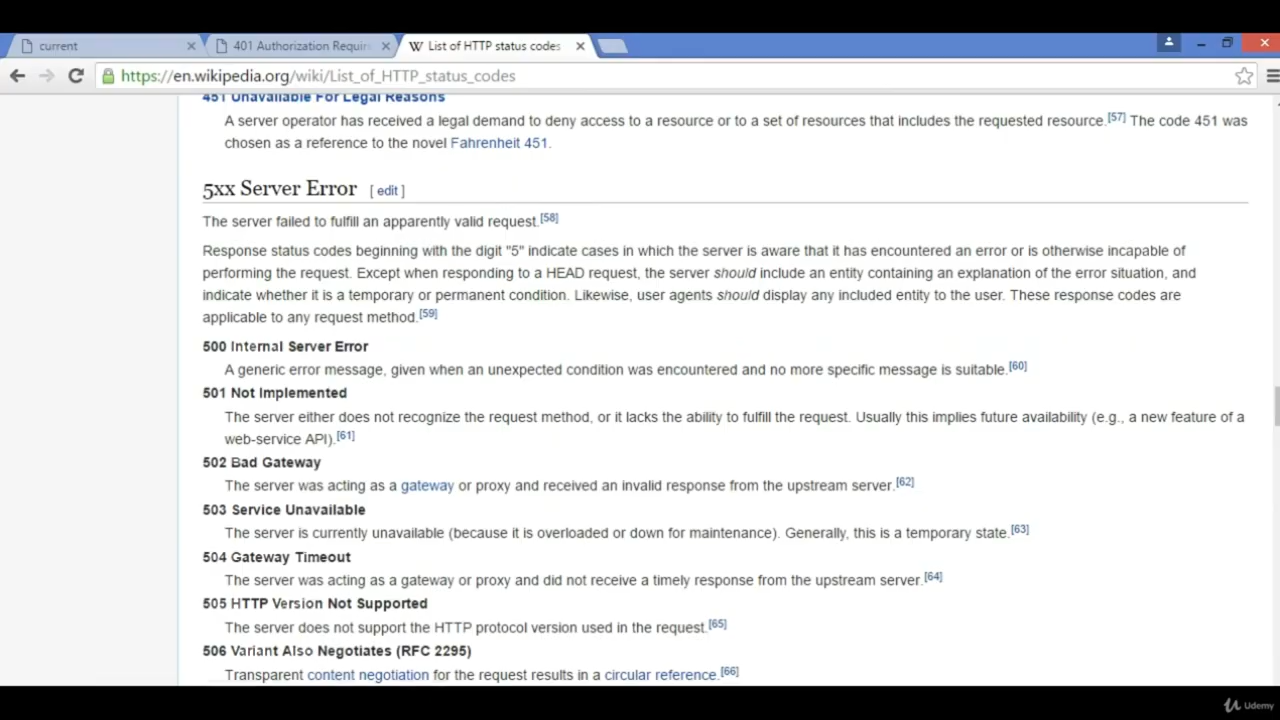 current
401 Authorization Requir
List of HTTP status codes
https://en.wikipedia.org/wiki/List_of_HTTP_status_codes
451 Unavailable For Legal Reasons
A server operator has received a legal demand to deny access to a resource or to a set of resources that includes the requested resource.[57] The code 451 was
chosen as a reference to the novel Fahrenheit 451.
5xx Server Error [ edit ]
The server failed to fulfill an apparently valid request.[58]
Response status codes beginning with the digit "5" indicate cases in which the server is aware that it has encountered an error or is otherwise incapable of
performing the request. Except when responding to a HEAD request, the server should include an entity containing an explanation of the error situation, and
indicate whether it is a temporary or permanent condition. Likewise, user agents should display any included entity to the user. These response codes are
applicable to any request method.[59]
500 Internal Server Error
A generic error message, given when an unexpected condition was encountered and no more specific message is suitable.[60]
501 Not Implemented
The server either does not recognize the request method, or it lacks the ability to fulfill the request. Usually this implies future availability (e.g., a new feature of a
web-service API).[61]
502 Bad Gateway
The server was acting as a gateway or proxy and received an invalid response from the upstream server.[62]
503 Service Unavailable
The server is currently unavailable (because it is overloaded or down for maintenance). Generally, this is a temporary state.[63]
504 Gateway Timeout
The server was acting as a gateway or proxy and did not receive a timely response from the upstream server.[64]
505 HTTP Version Not Supported
The server does not support the HTTP protocol version used in the request.[65]
506 Variant Also Negotiates (RFC 2295)
Transparent content negotiation for the request results in a circular reference.[66]
Udemy